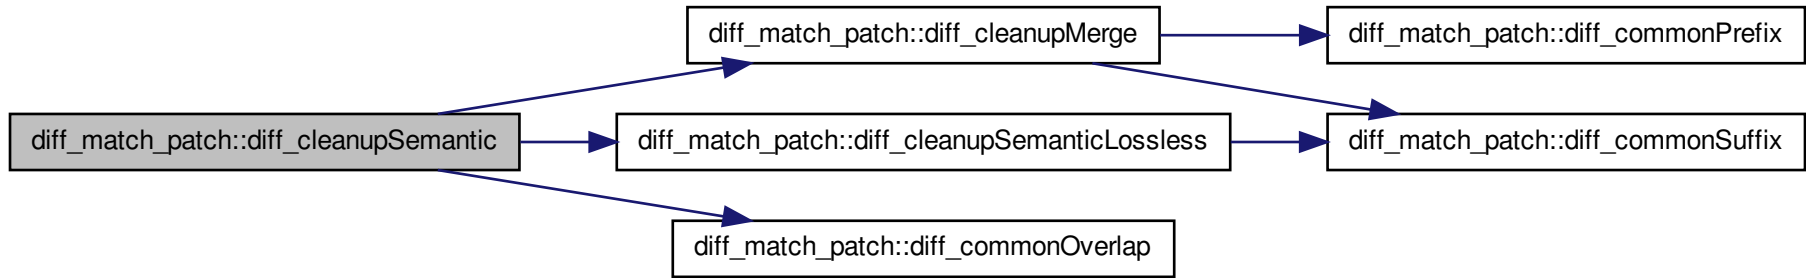 diff_match_patch::diff_cleanupSemantic
diff_match_patch::diff_cleanupMerge
diff_match_patch::diff_cleanupSemanticLossless
diff_match_patch::diff_commonOverlap
diff_match_patch::diff_commonPrefix
diff_match_patch::diff_commonSuffix